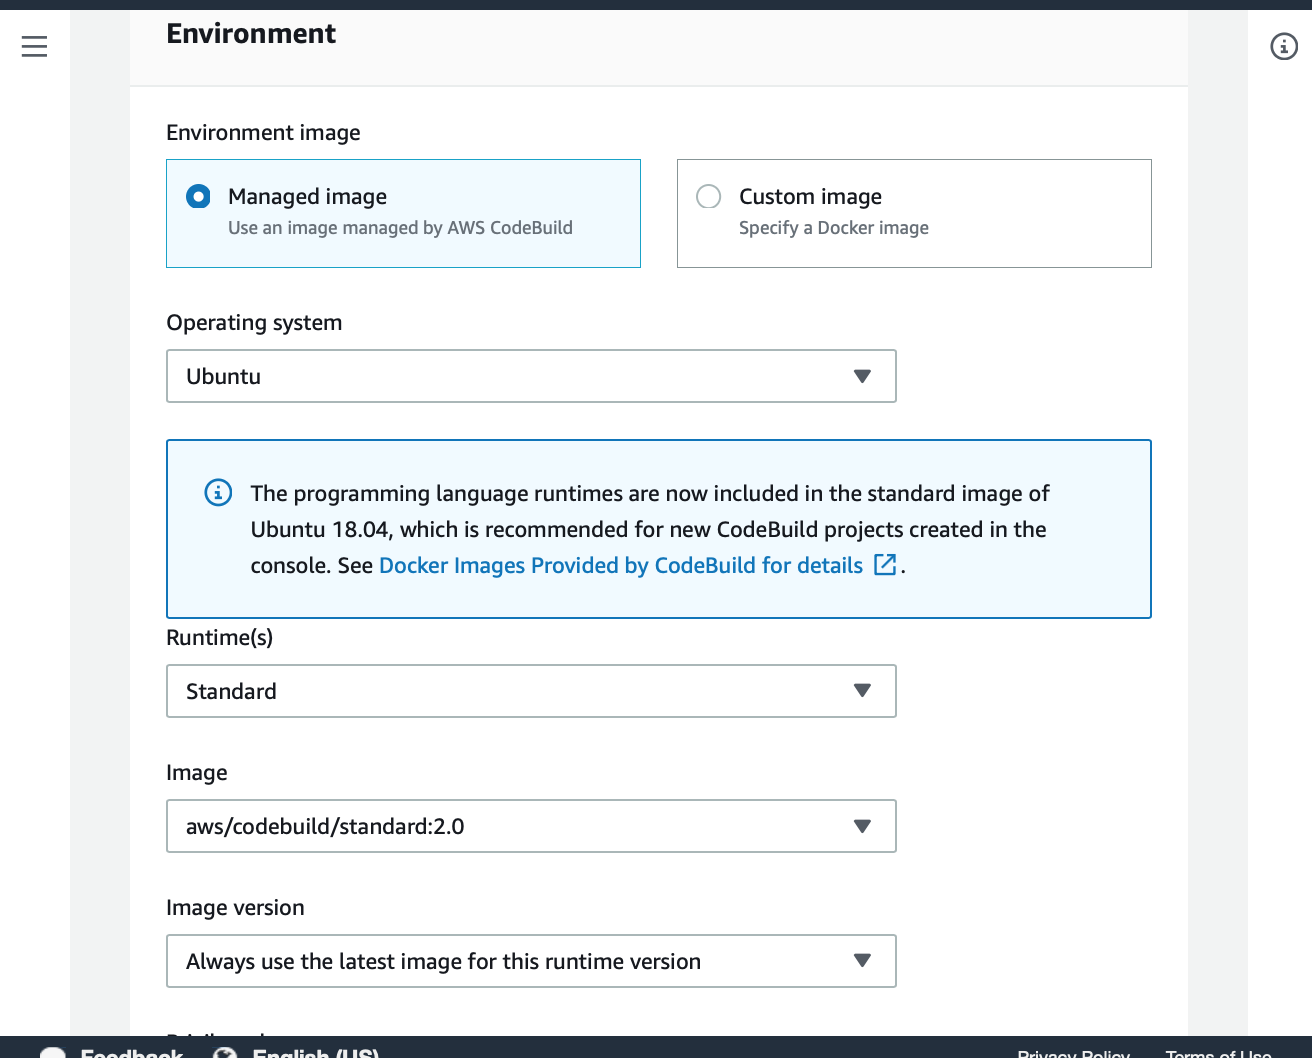 Environment
Environment image
Managed image
Use an image managed by AWS CodeBuild
Custom image
Specify a Docker image
Operating system
Ubuntu
The programming language runtimes are now included in the standard image of
Ubuntu 18.04, which is recommended for new CodeBuild projects created in the
console. See Docker Images Provided by CodeBuild for details .
Runtime(s)
Standard
Image
aws/codebuild/standard:2.0
Image version
Always use the latest image for this runtime version
Feedback
English (US)
Privacy Policy
Terms of Use